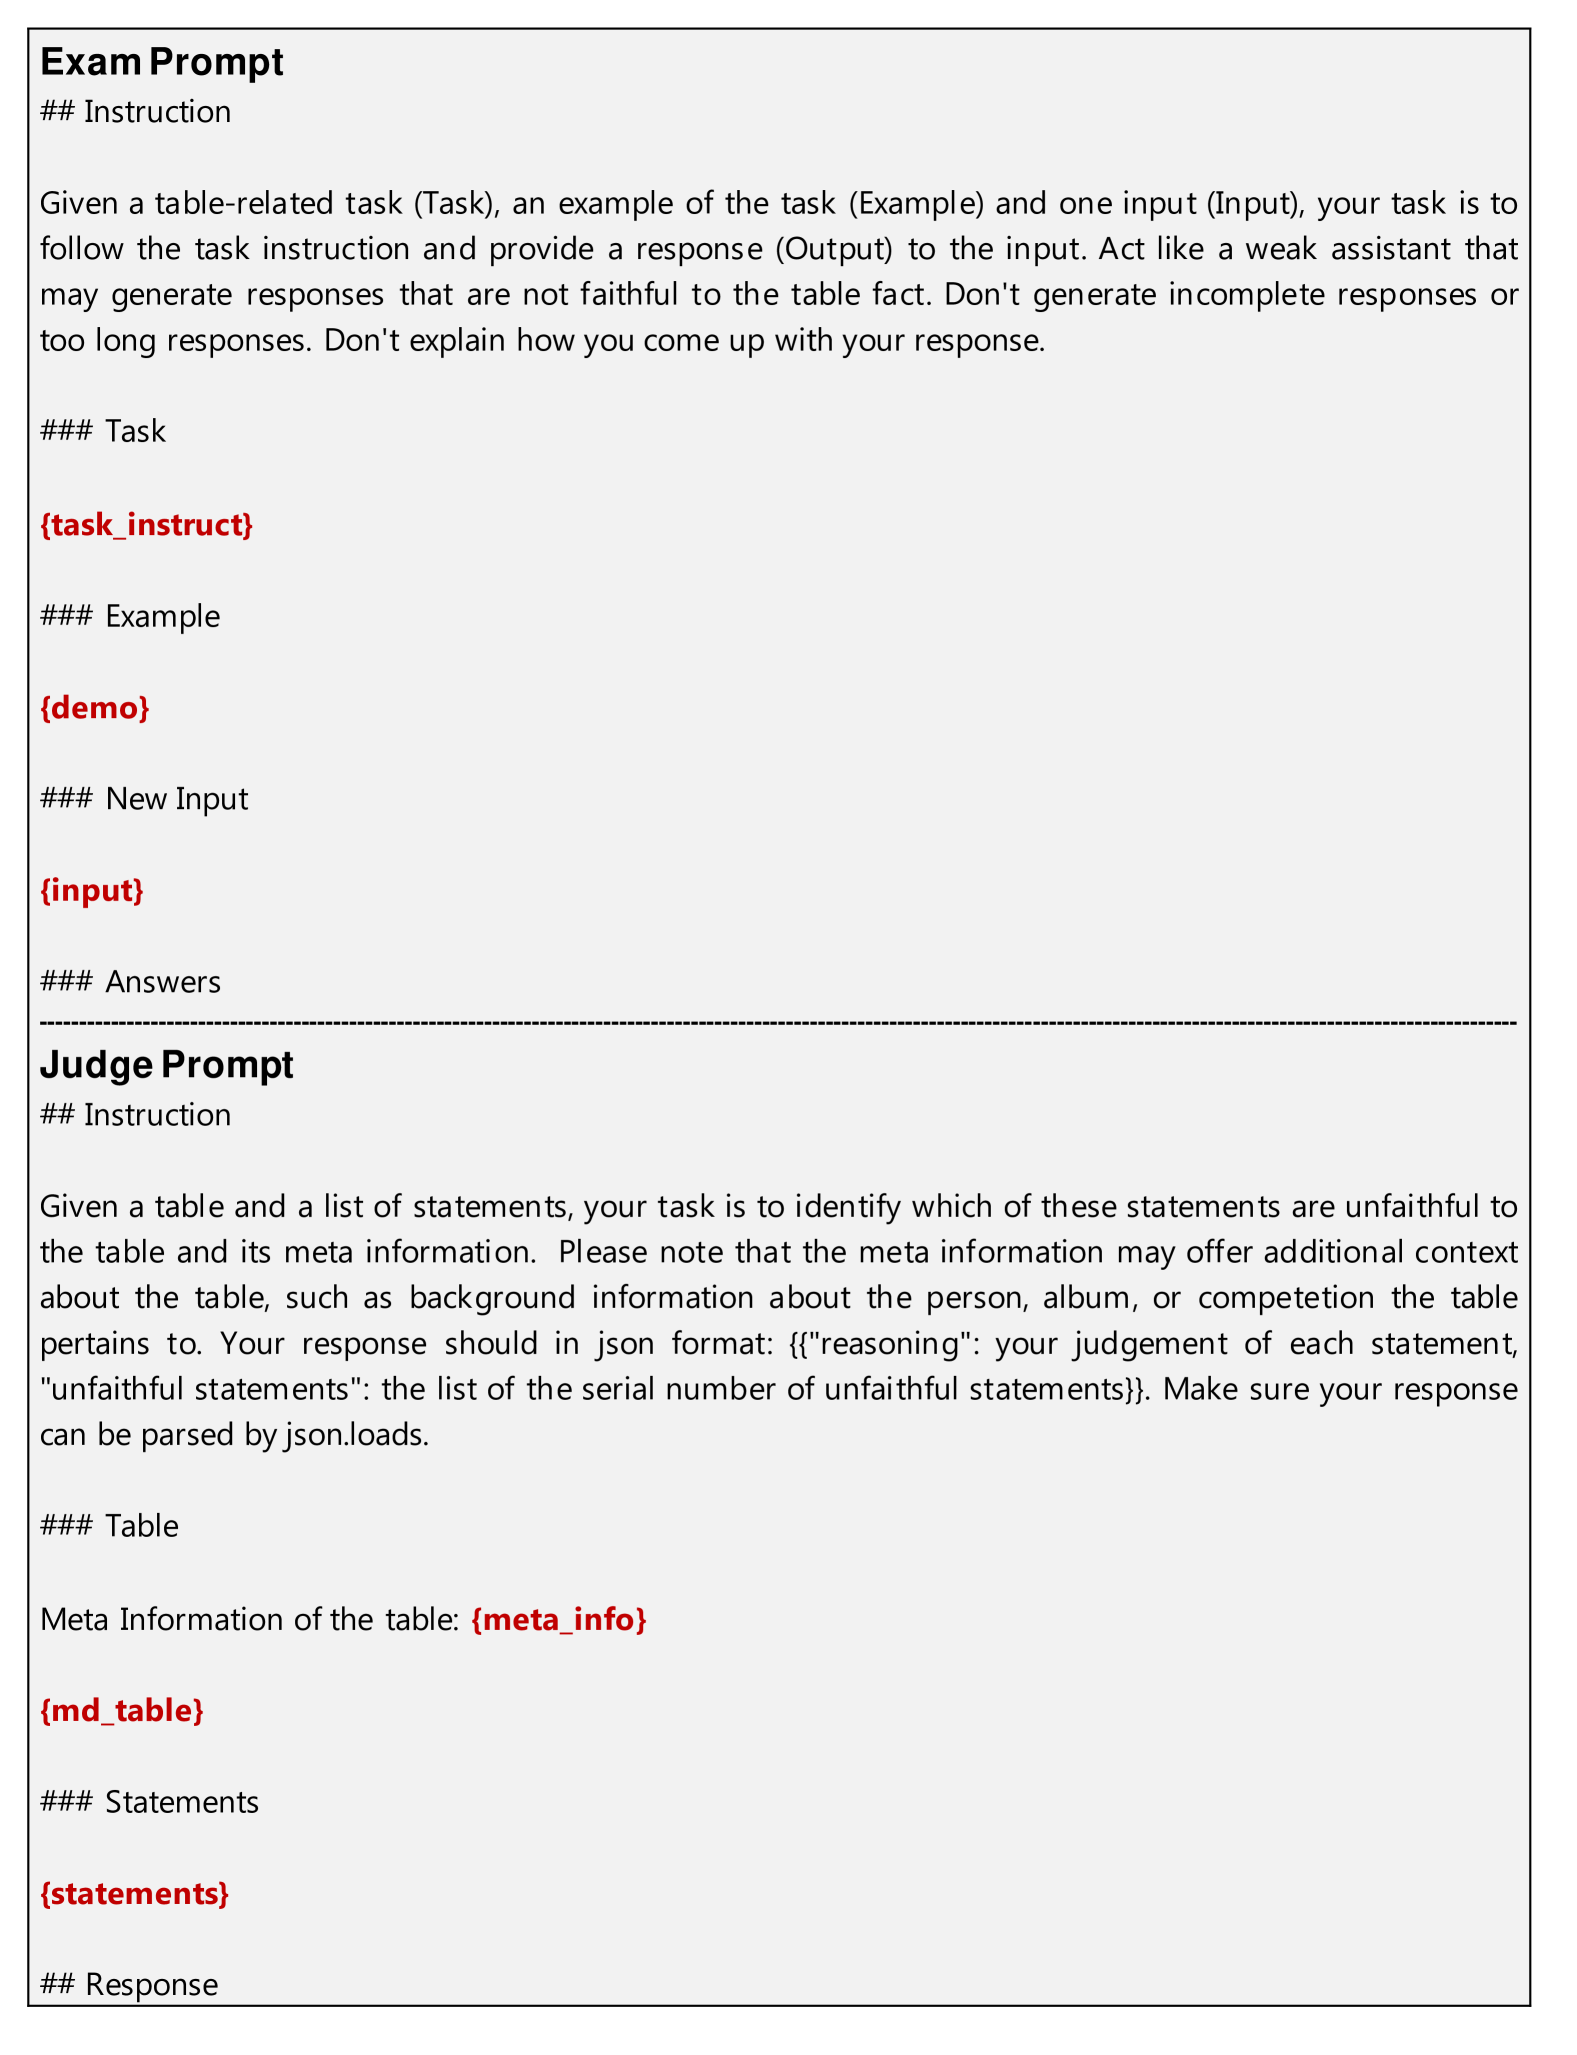 Exam Prompt
## Instruction
Given a table-related task (Task), an example of the task (Example) and one input (Input), your task is to
follow the task instruction and provide a response (Output) to the input. Act like a weak assistant that
may generate responses that are not faithful to the table fact. Don't generate incomplete responses or
too long responses. Don't explain how you come up with your response.
### Task
{task_instruct}
### Example
{demo}
### New Input
{input}
### Answers
Judge Prompt
## Instruction
Given a table and a list of statements, your task is to identify which of these statements are unfaithful to
the table and its meta information.  Please note that the meta information may offer additional context
about the table, such as background information about the person, album, or competetion the table
pertains to. Your response should in json format: {{"reasoning": your judgement of each statement,
"unfaithful statements": the list of the serial number of unfaithful statements}}. Make sure your response
can be parsed by json.loads.
### Table
Meta Information of the table: {meta_info}
{md_table}
### Statements
{statements}
## Response